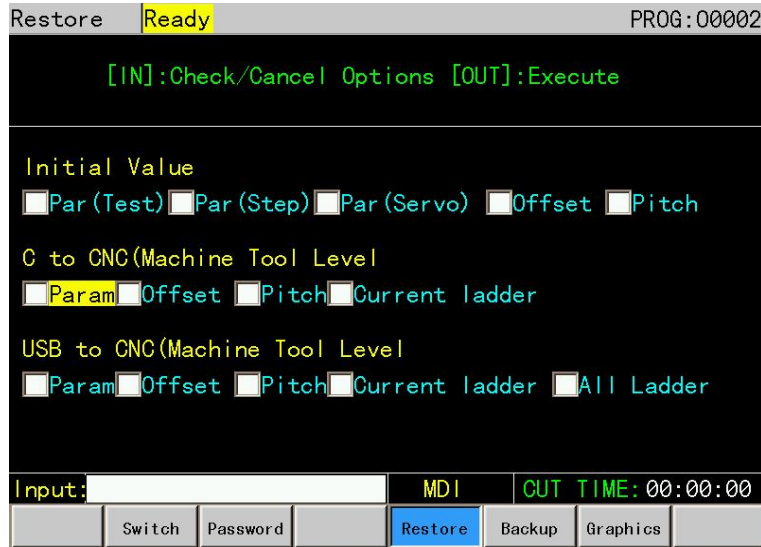 Restore Ready PROG:O0002
[IN]:Check/Cancel Options [OUT]:Execute
Initial Value
Par(Test) Par(Step) Par(Servo) Offset Pitch
C to CNC(Machine Tool Level
Param Offset Pitch Current ladder
USB to CNC(Machine Tool Level
Param Offset Pitch Current ladder All Ladder
Input: MDI CUT TIME:00:00:00
Switch Password Restore Backup Graphics